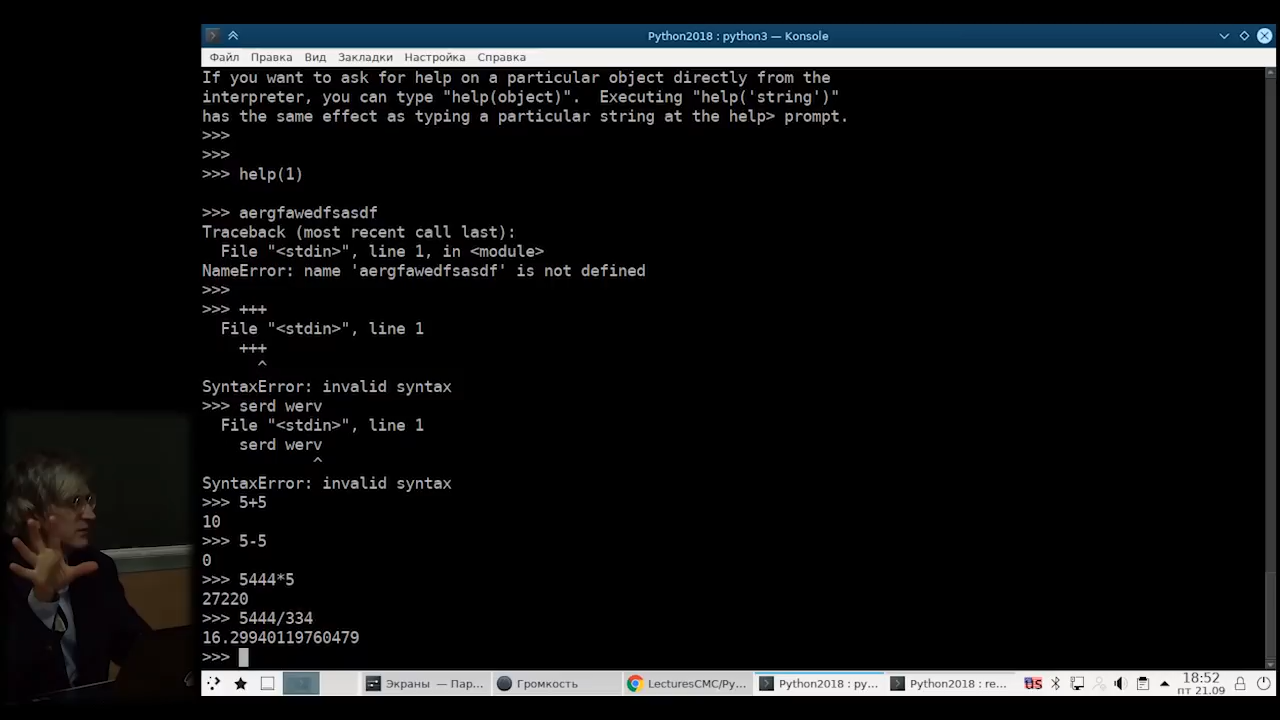 Python2018 : python3 — Konsole
Файл Правка Вид Закладки Настройка Справка
If you want to ask for help on a particular object directly from the
interpreter, you can type "help(object)".  Executing "help('string')"
has the same effect as typing a particular string at the help> prompt.
>>>
>>>
>>> help(1)
>>> aergfawedfsasdf
Traceback (most recent call last):
  File "<stdin>", line 1, in <module>
NameError: name 'aergfawedfsasdf' is not defined
>>>
>>> +++
  File "<stdin>", line 1
    +++
      ^
SyntaxError: invalid syntax
>>> serd werv
  File "<stdin>", line 1
    serd werv
            ^
SyntaxError: invalid syntax
>>> 5+5
10
>>> 5-5
0
>>> 5444*5
27220
>>> 5444/334
16.29940119760479
>>>
Экраны — Пар... Громкость LecturesCMC/Py... Python2018 : py... Python2018 : re... us 18:52
пт 21.09